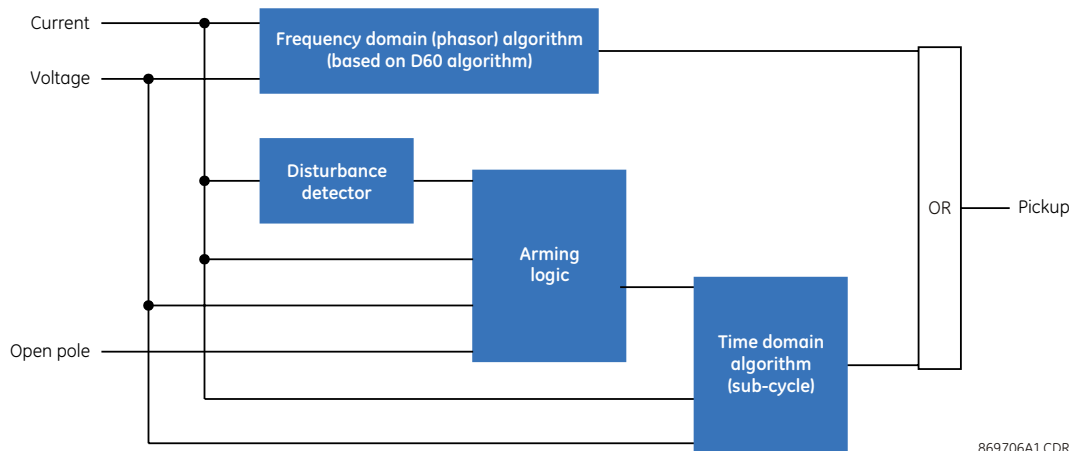 Current
Frequency domain (phasor) algorithm
(based on D60 algorithm)
Voltage
Disturbance
detector
Arming
logic
OR
Pickup
Open pole
Time domain
algorithm
(sub-cycle)
869706A1.CDR